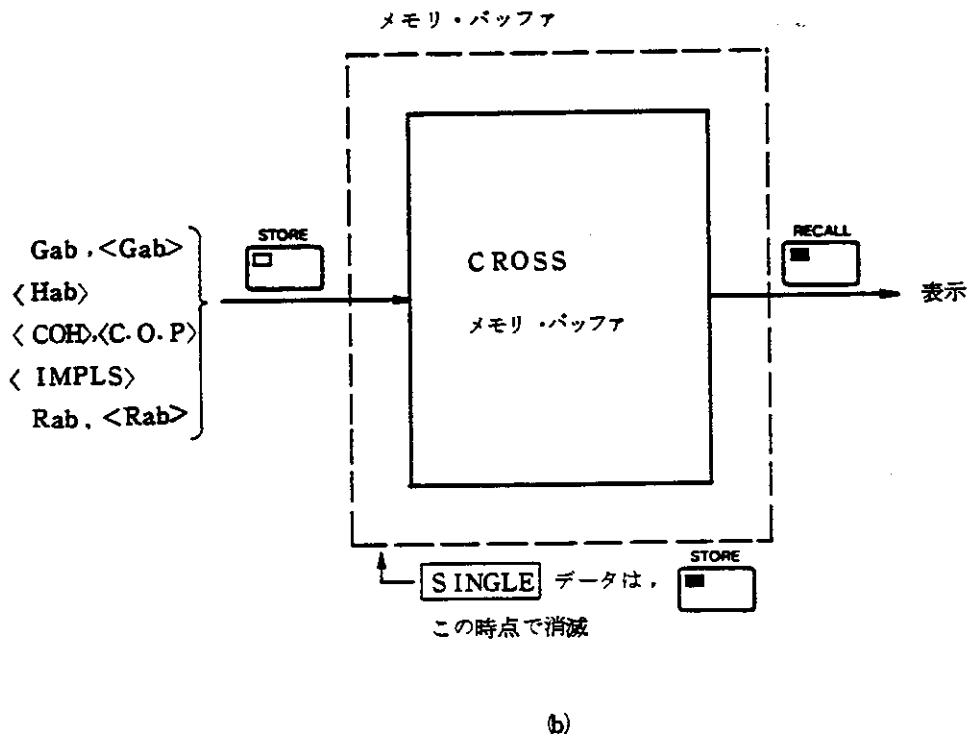 メモリ・バッファ
Gab , <Gab>
〈Hab〉
〈COH〉,〈C.O.P〉
〈IMPLS〉
Rab , <Rab>
STORE
CROSS
メモリ・バッファ
RECALL
表示
SINGLE データは,
STORE
この時点で消滅
(b)